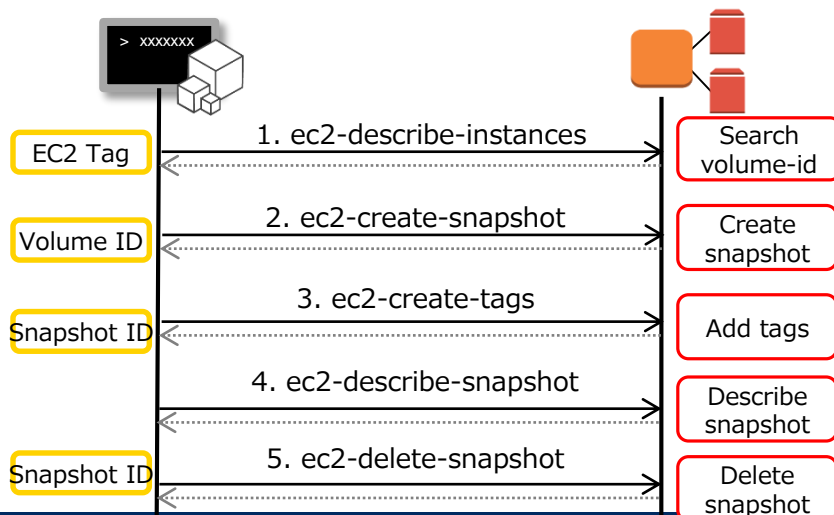 > xxxxxxx
EC2 Tag
1. ec2-describe-instances
Search
volume-id
Volume ID
2. ec2-create-snapshot
Create
snapshot
Snapshot ID
3. ec2-create-tags
Add tags
4. ec2-describe-snapshot
Describe
snapshot
Snapshot ID
5. ec2-delete-snapshot
Delete
snapshot